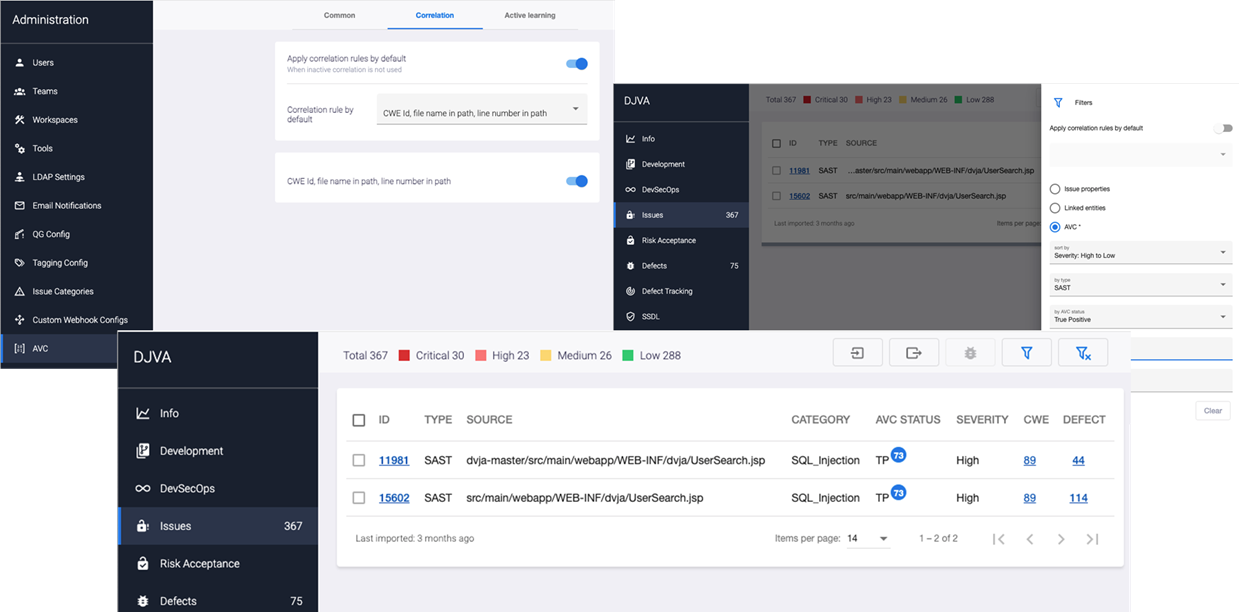 Administration
Users
Teams
Workspaces
Tools
LDAP Settings
Email Notifications
QG Config
Tagging Config
Issue Categories
Custom Webhook Configs
AVC
Common Correlation Active learning
Apply correlation rules by default
When inactive correlation is not used
Correlation rule by
default
CWE Id, file name in path, line number in path
CWE Id, file name in path, line number in path
DJVA
Info
Development
DevSecOps
Issues 367
Risk Acceptance
Defects 75
Defect Tracking
SSDL
Total 367 Critical 30 High 23 Medium 26 Low 288
ID TYPE SOURCE
11981 SAST ...aster/src/main/webapp/WEB-INF/dvja/UserSearch.jsp
15602 SAST src/main/webapp/WEB-INF/dvja/UserSearch.jsp
Last imported: 3 months ago Items per page:
Filters
Apply correlation rules by default
Issue properties
Linked entities
AVC *
sort by
Severity: High to Low
by type
SAST
by AVC status
True Positive
Clear
DJVA
Info
Development
DevSecOps
Issues 367
Risk Acceptance
Defects 75
Total 367 Critical 30 High 23 Medium 26 Low 288
ID TYPE SOURCE CATEGORY AVC STATUS SEVERITY CWE DEFECT
11981 SAST dvja-master/src/main/webapp/WEB-INF/dvja/UserSearch.jsp SQL_Injection TP 73 High 89 44
15602 SAST src/main/webapp/WEB-INF/dvja/UserSearch.jsp SQL_Injection TP 73 High 89 114
Last imported: 3 months ago Items per page: 14 1 – 2 of 2